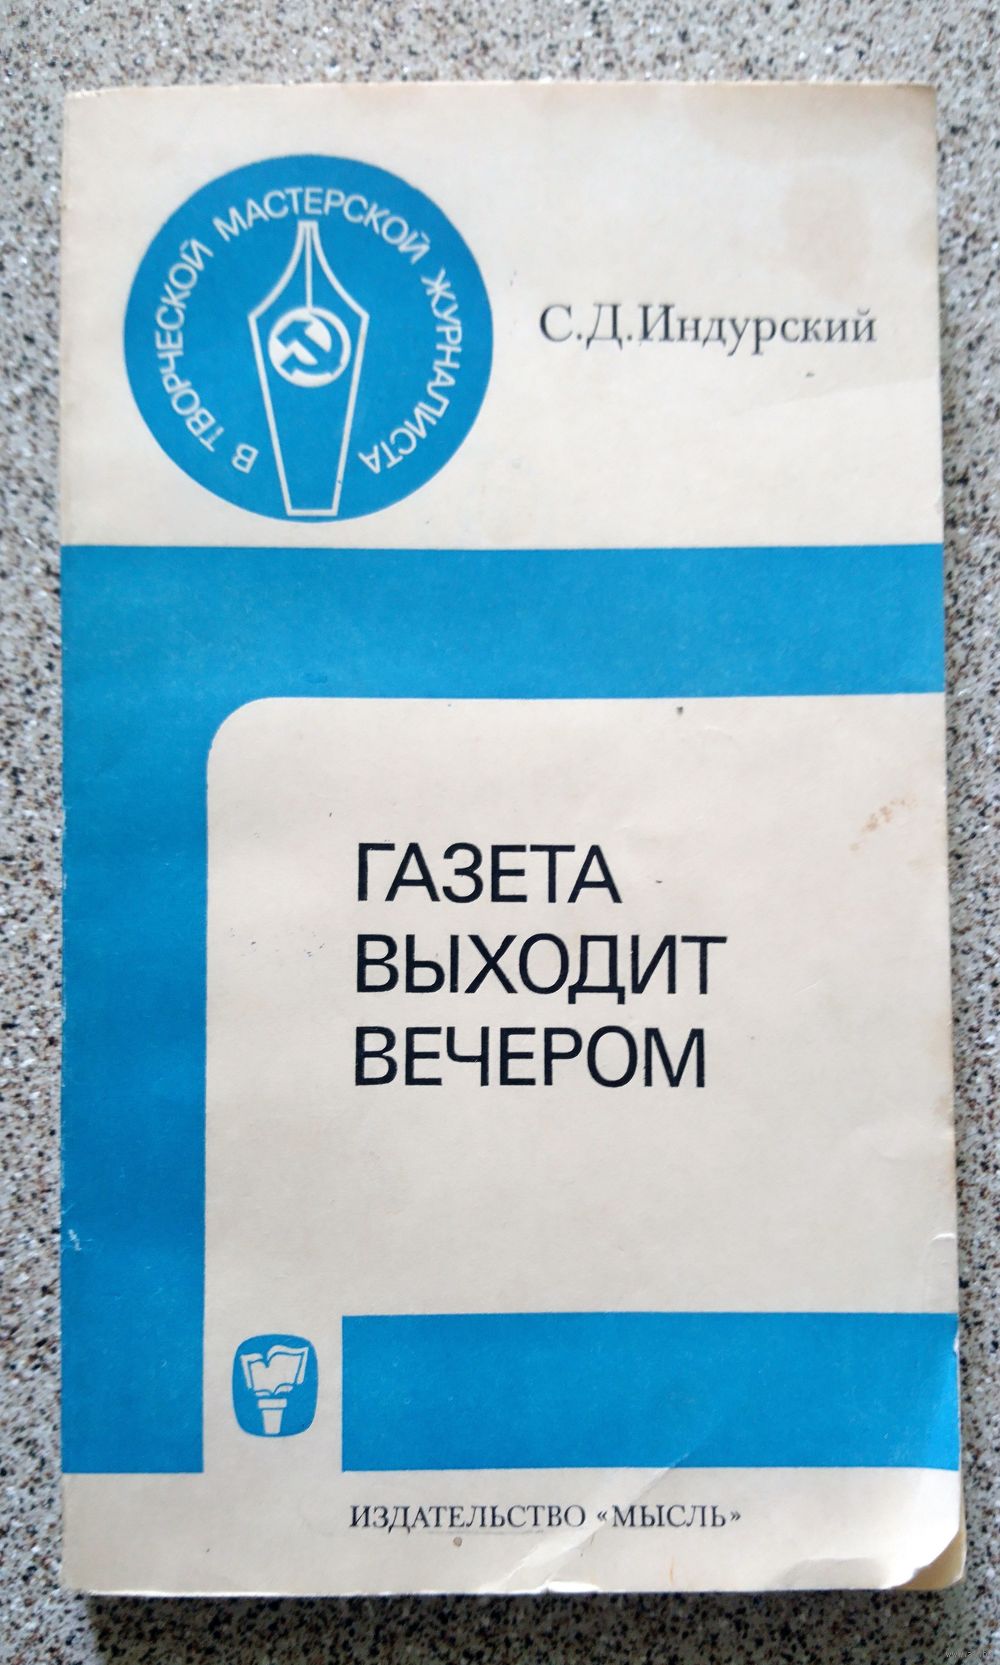 В ТВОРЧЕСКОЙ МАСТЕРСКОЙ ЖУРНАЛИСТА
С.Д.Индурский
ГАЗЕТА
ВЫХОДИТ
ВЕЧЕРОМ
ИЗДАТЕЛЬСТВО «МЫСЛЬ»